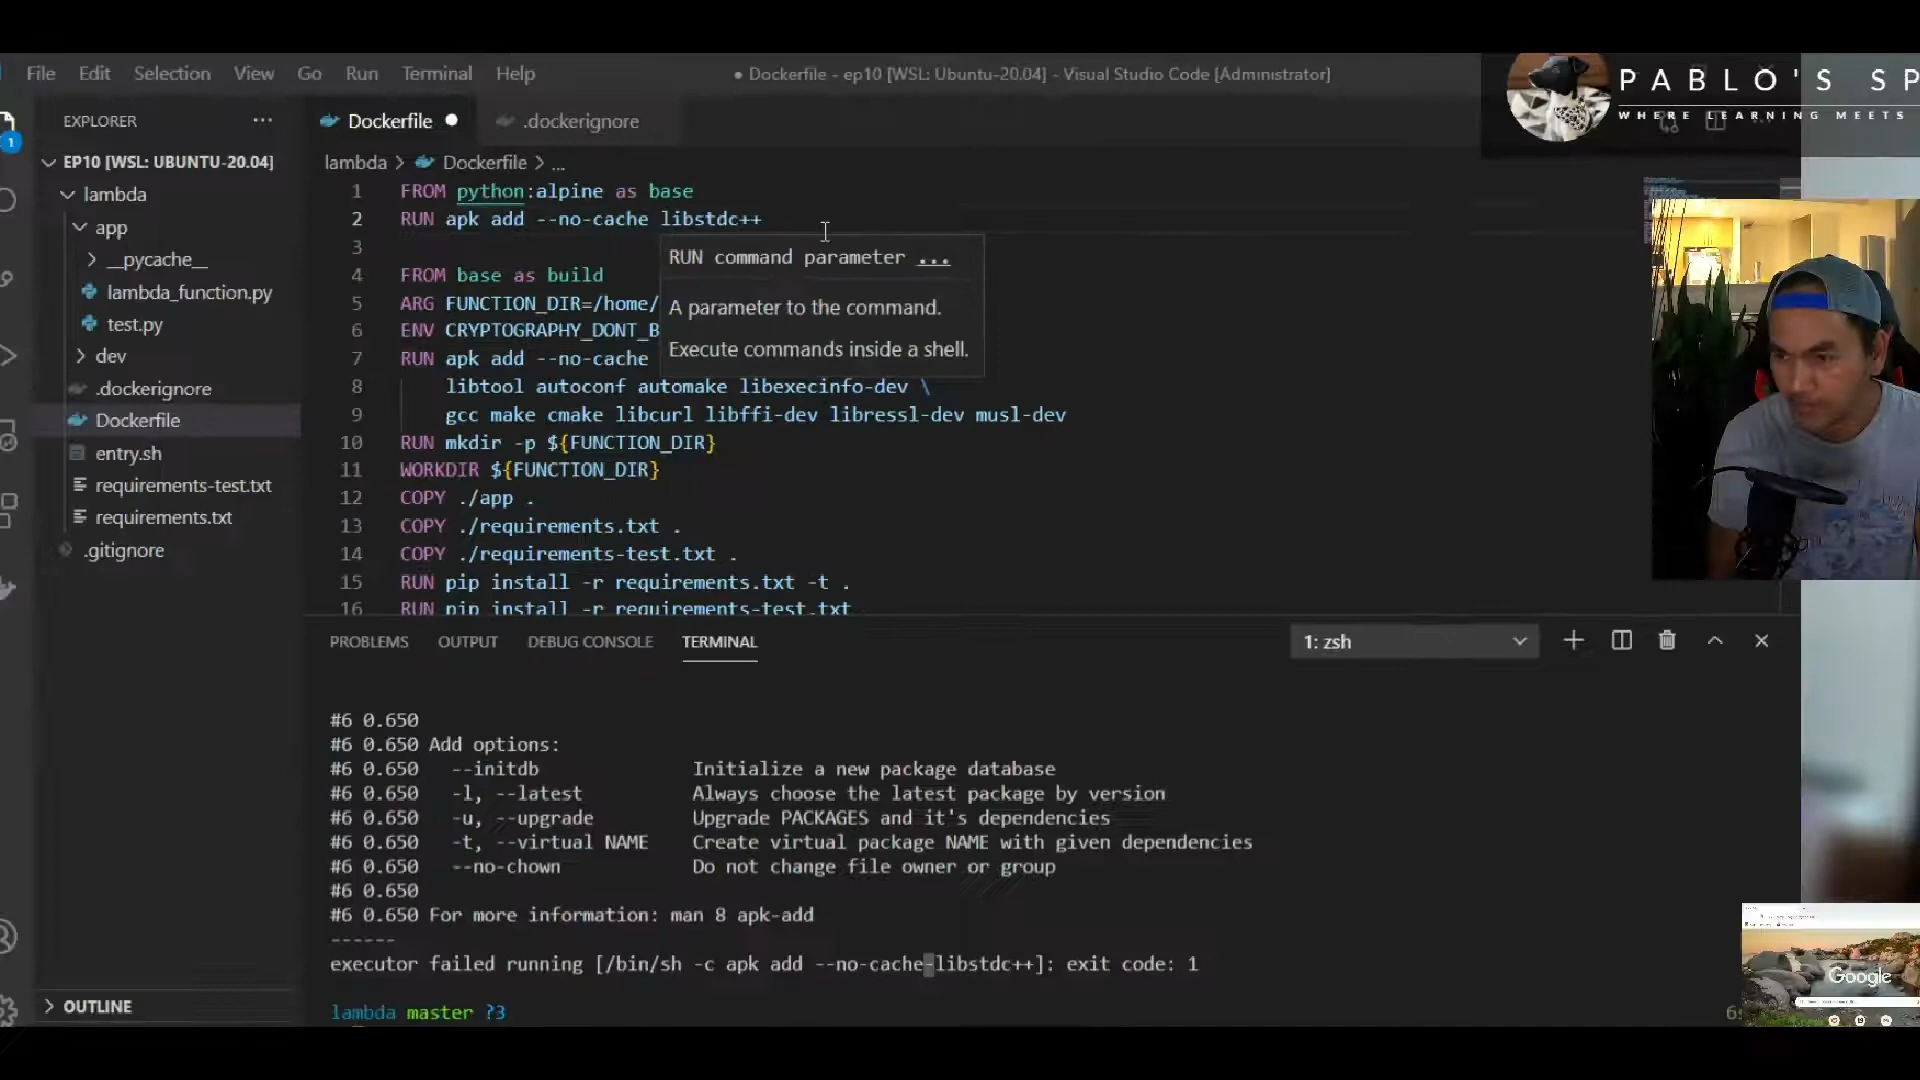 File Edit Selection View Go Run Terminal Help
● Dockerfile - ep10 [WSL: Ubuntu-20.04] - Visual Studio Code [Administrator]
PABLO'S SP
WHERE LEARNING MEETS
EXPLORER ...
Dockerfile ●
.dockerignore
1
EP10 [WSL: UBUNTU-20.04]
lambda
app
__pycache__
lambda_function.py
test.py
dev
.dockerignore
Dockerfile
entry.sh
requirements-test.txt
requirements.txt
.gitignore
OUTLINE
lambda > Dockerfile > ...
1 FROM python:alpine as base
2 RUN apk add --no-cache libstdc++
3
4 FROM base as build
5 ARG FUNCTION_DIR=/home/
6 ENV CRYPTOGRAPHY_DONT_B
7 RUN apk add --no-cache
8 libtool autoconf automake libexecinfo-dev \
9 gcc make cmake libcurl libffi-dev libressl-dev musl-dev
10 RUN mkdir -p ${FUNCTION_DIR}
11 WORKDIR ${FUNCTION_DIR}
12 COPY ./app .
13 COPY ./requirements.txt .
14 COPY ./requirements-test.txt .
15 RUN pip install -r requirements.txt -t .
16 RUN pip install -r requirements-test.txt
RUN command parameter ...
A parameter to the command.
Execute commands inside a shell.
PROBLEMS OUTPUT DEBUG CONSOLE TERMINAL
1: zsh
#6 0.650
#6 0.650 Add options:
#6 0.650 --initdb Initialize a new package database
#6 0.650 -l, --latest Always choose the latest package by version
#6 0.650 -u, --upgrade Upgrade PACKAGES and it's dependencies
#6 0.650 -t, --virtual NAME Create virtual package NAME with given dependencies
#6 0.650 --no-chown Do not change file owner or group
#6 0.650
#6 0.650 For more information: man 8 apk-add
------
executor failed running [/bin/sh -c apk add --no-cache-libstdc++]: exit code: 1
lambda master ?3
Google